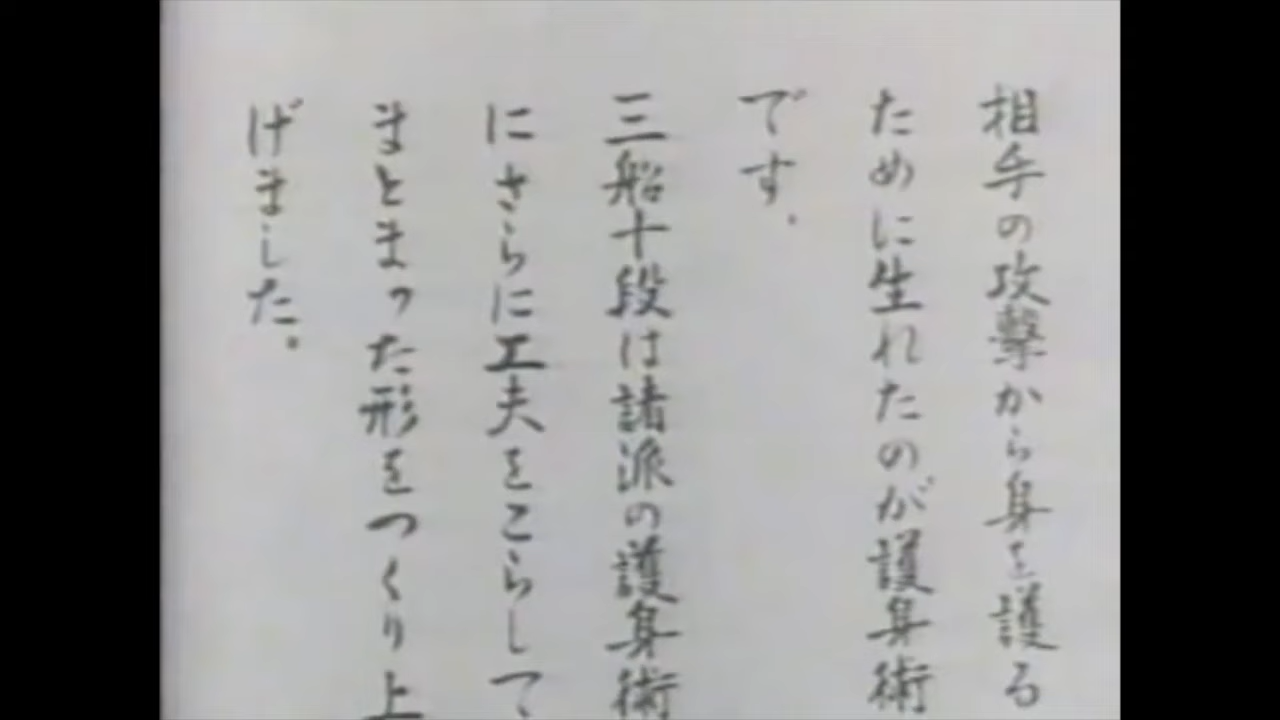 相手の攻撃から身を護る
ために生れたのが護身術
です.
三船十段は諸派の護身術
にさらに工夫をこらして
まとまった形をつくり上
げました。